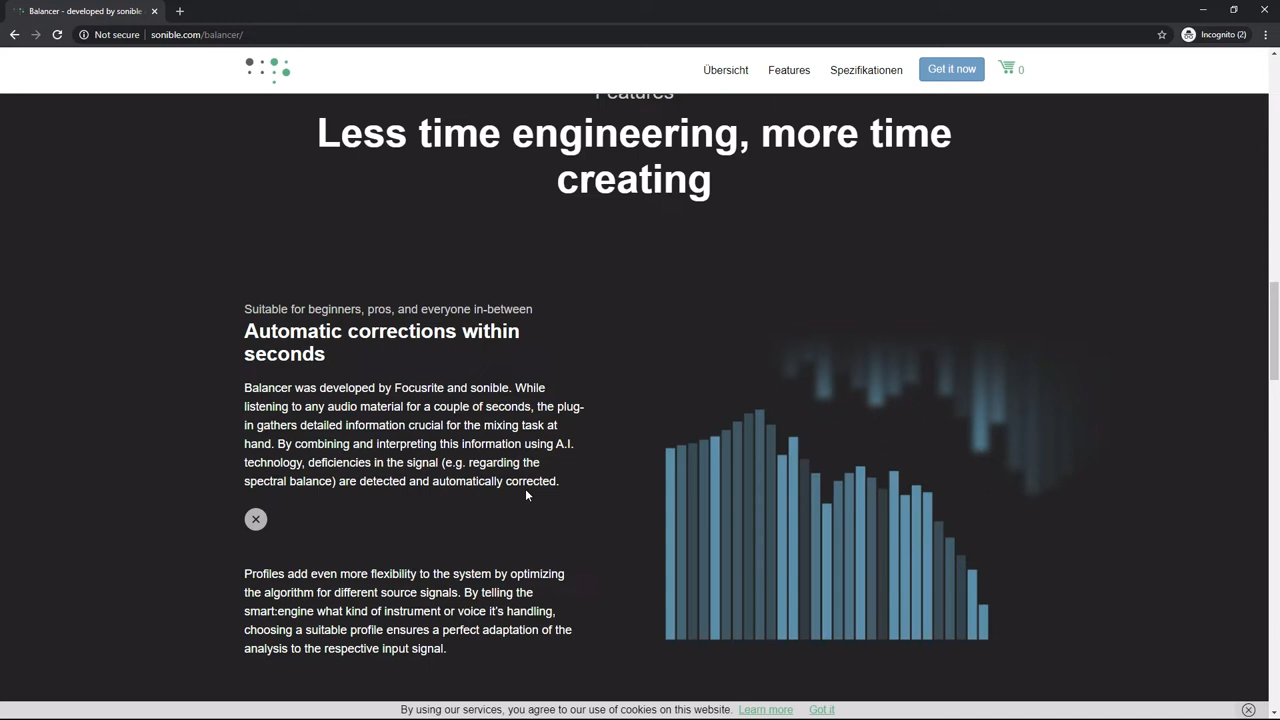 Balancer - developed by sonible
Not secure
sonible.com/balancer/
Incognito (2)
Übersicht
Features
Spezifikationen
Get it now
0
Features
Less time engineering, more time
creating
Suitable for beginners, pros, and everyone in-between
Automatic corrections within
seconds
Balancer was developed by Focusrite and sonible. While
listening to any audio material for a couple of seconds, the plug-
in gathers detailed information crucial for the mixing task at
hand. By combining and interpreting this information using A.I.
technology, deficiencies in the signal (e.g. regarding the
spectral balance) are detected and automatically corrected.
Profiles add even more flexibility to the system by optimizing
the algorithm for different source signals. By telling the
smart:engine what kind of instrument or voice it's handling,
choosing a suitable profile ensures a perfect adaptation of the
analysis to the respective input signal.
By using our services, you agree to our use of cookies on this website. Learn more Got it